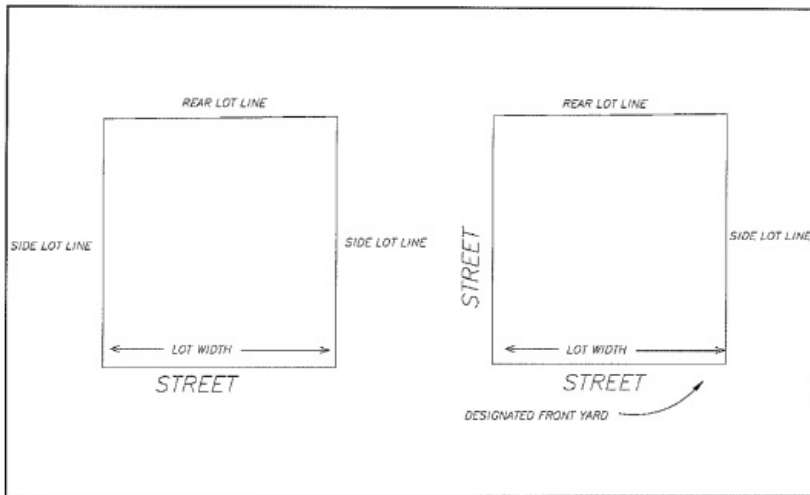 REAR LOT LINE
SIDE LOT LINE
SIDE LOT LINE
LOT WIDTH
STREET
REAR LOT LINE
STREET
SIDE LOT LINE
LOT WIDTH
STREET
DESIGNATED FRONT YARD